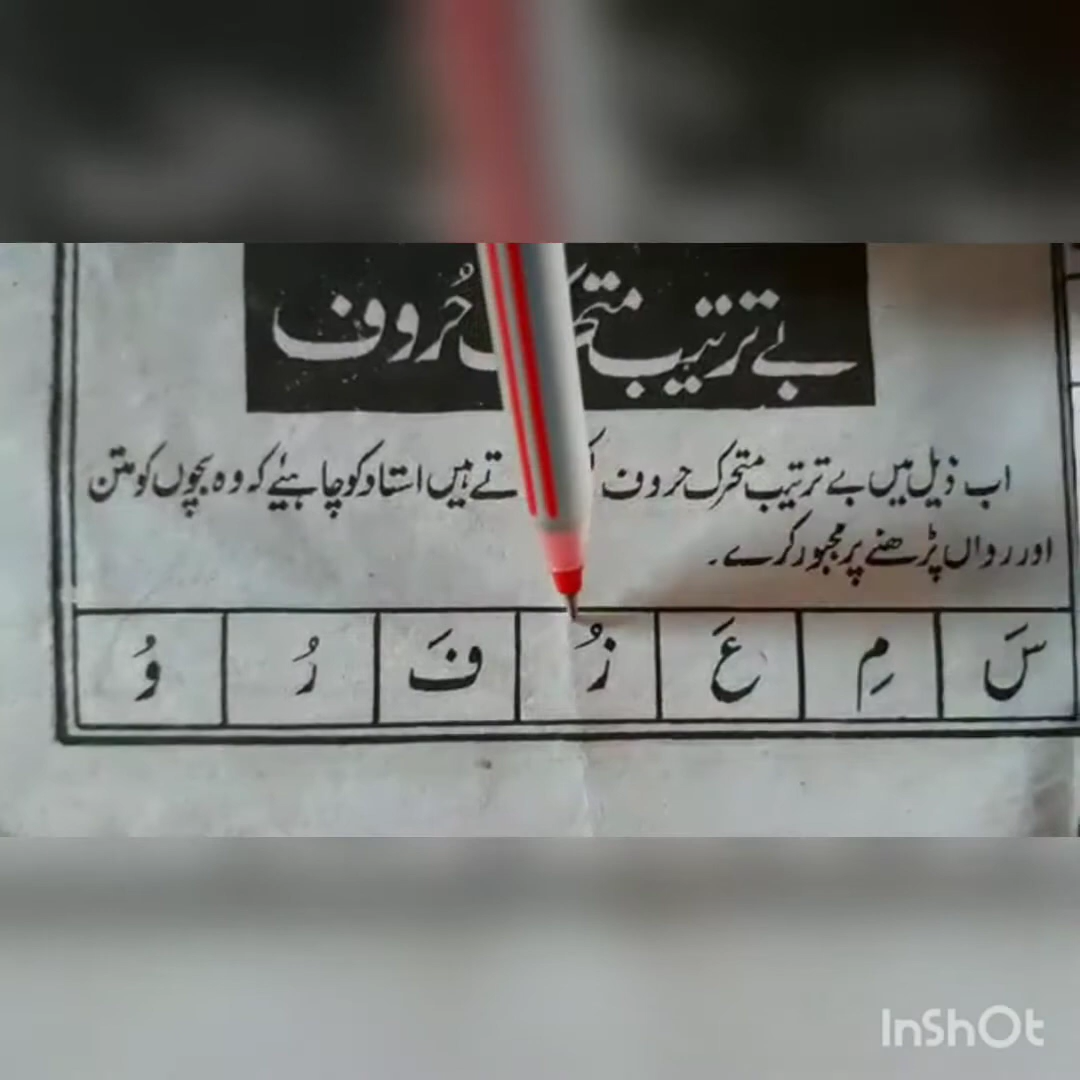 بے ترتیب حُروف
اب ذیل میں بے ترتیب متحرک حروف تے ہیں استاد کو چاہیئے کہ وہ بچوں کو متن
اور رواں پڑھنے پر مجبور کرے۔
سَ مِ عَ زُ فَ رُ وُ
InShOt